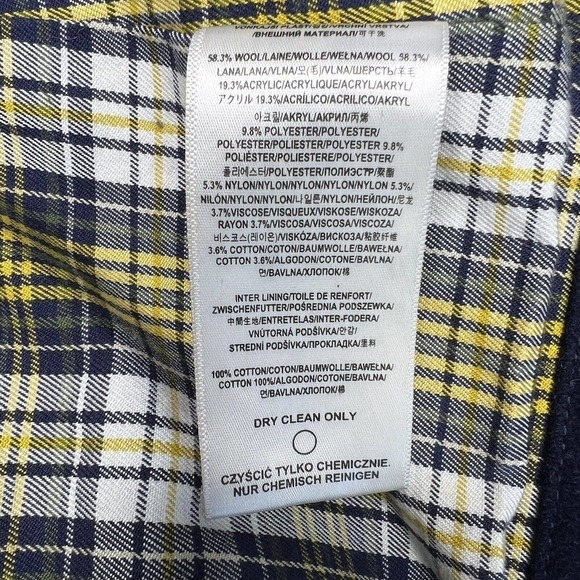 /ВНЕШНИЙ МАТЕРИАЛ/可干洗
58.3% WOOL/LAINE/WOLLE/WEŁNA/WOOL 58.3%/
LANA/LANA/VLNA/모(毛)/VLNA/ШЕРСТЬ/羊毛
19.3%ACRYLIC/ACRYLIQUE/ACRYL/AKRYL/
アクリル 19.3%/ACRÍLICO/ACRILICO/AKRYL
아크릴/AKRYL/АКРИЛ/丙烯
9.8% POLYESTER/POLYESTER/
POLYESTER/POLIESTER/POLYESTER 9.8%
POLIÉSTER/POLIESTERE/POLYESTER
폴리에스터/POLYESTER/ПОЛИЭСТР/聚酯
5.3% NYLON/NYLON/NYLON/NYLON/NYLON 5.3%/
NILÓN/NYLON/NYLON/나일론/NYLON/НЕЙЛОН/尼龙
3.7%VISCOSE/VISQUEUX/VISKOSE/WISKOZA/
RAYON 3.7%/VISCOSA/VISCOSA/VISKÓZA/
비스코스(레이온)/VISKÓZA/ВИСКОЗА/粘胶纤维
3.6% COTTON/COTON/BAUMWOLLE/BAWEŁNA/
COTTON 3.6%/ALGODON/COTONE/BAVLNA/
면/BAVLNA/ХЛОПОК/棉
INTER LINING/TOILE DE RENFORT/
ZWISCHENFUTTER/POŚREDNIA PODSZEWKA/
中間生地/ENTRETELAS/INTER-FODERA/
VNÚTORNÁ PODŠÍVKA/안감/
STREDNÍ PODŠÍVKA/ПРОКЛАДКА/里料
100% COTTON/COTON/BAUMWOLLE/BAWEŁNA/
COTTON 100%/ALGODON/COTONE/BAVLNA/
면/BAVLNA/ХЛОПОК/棉
DRY CLEAN ONLY
CZYŚCIĆ TYLKO CHEMICZNIE.
NUR CHEMISCH REINIGEN